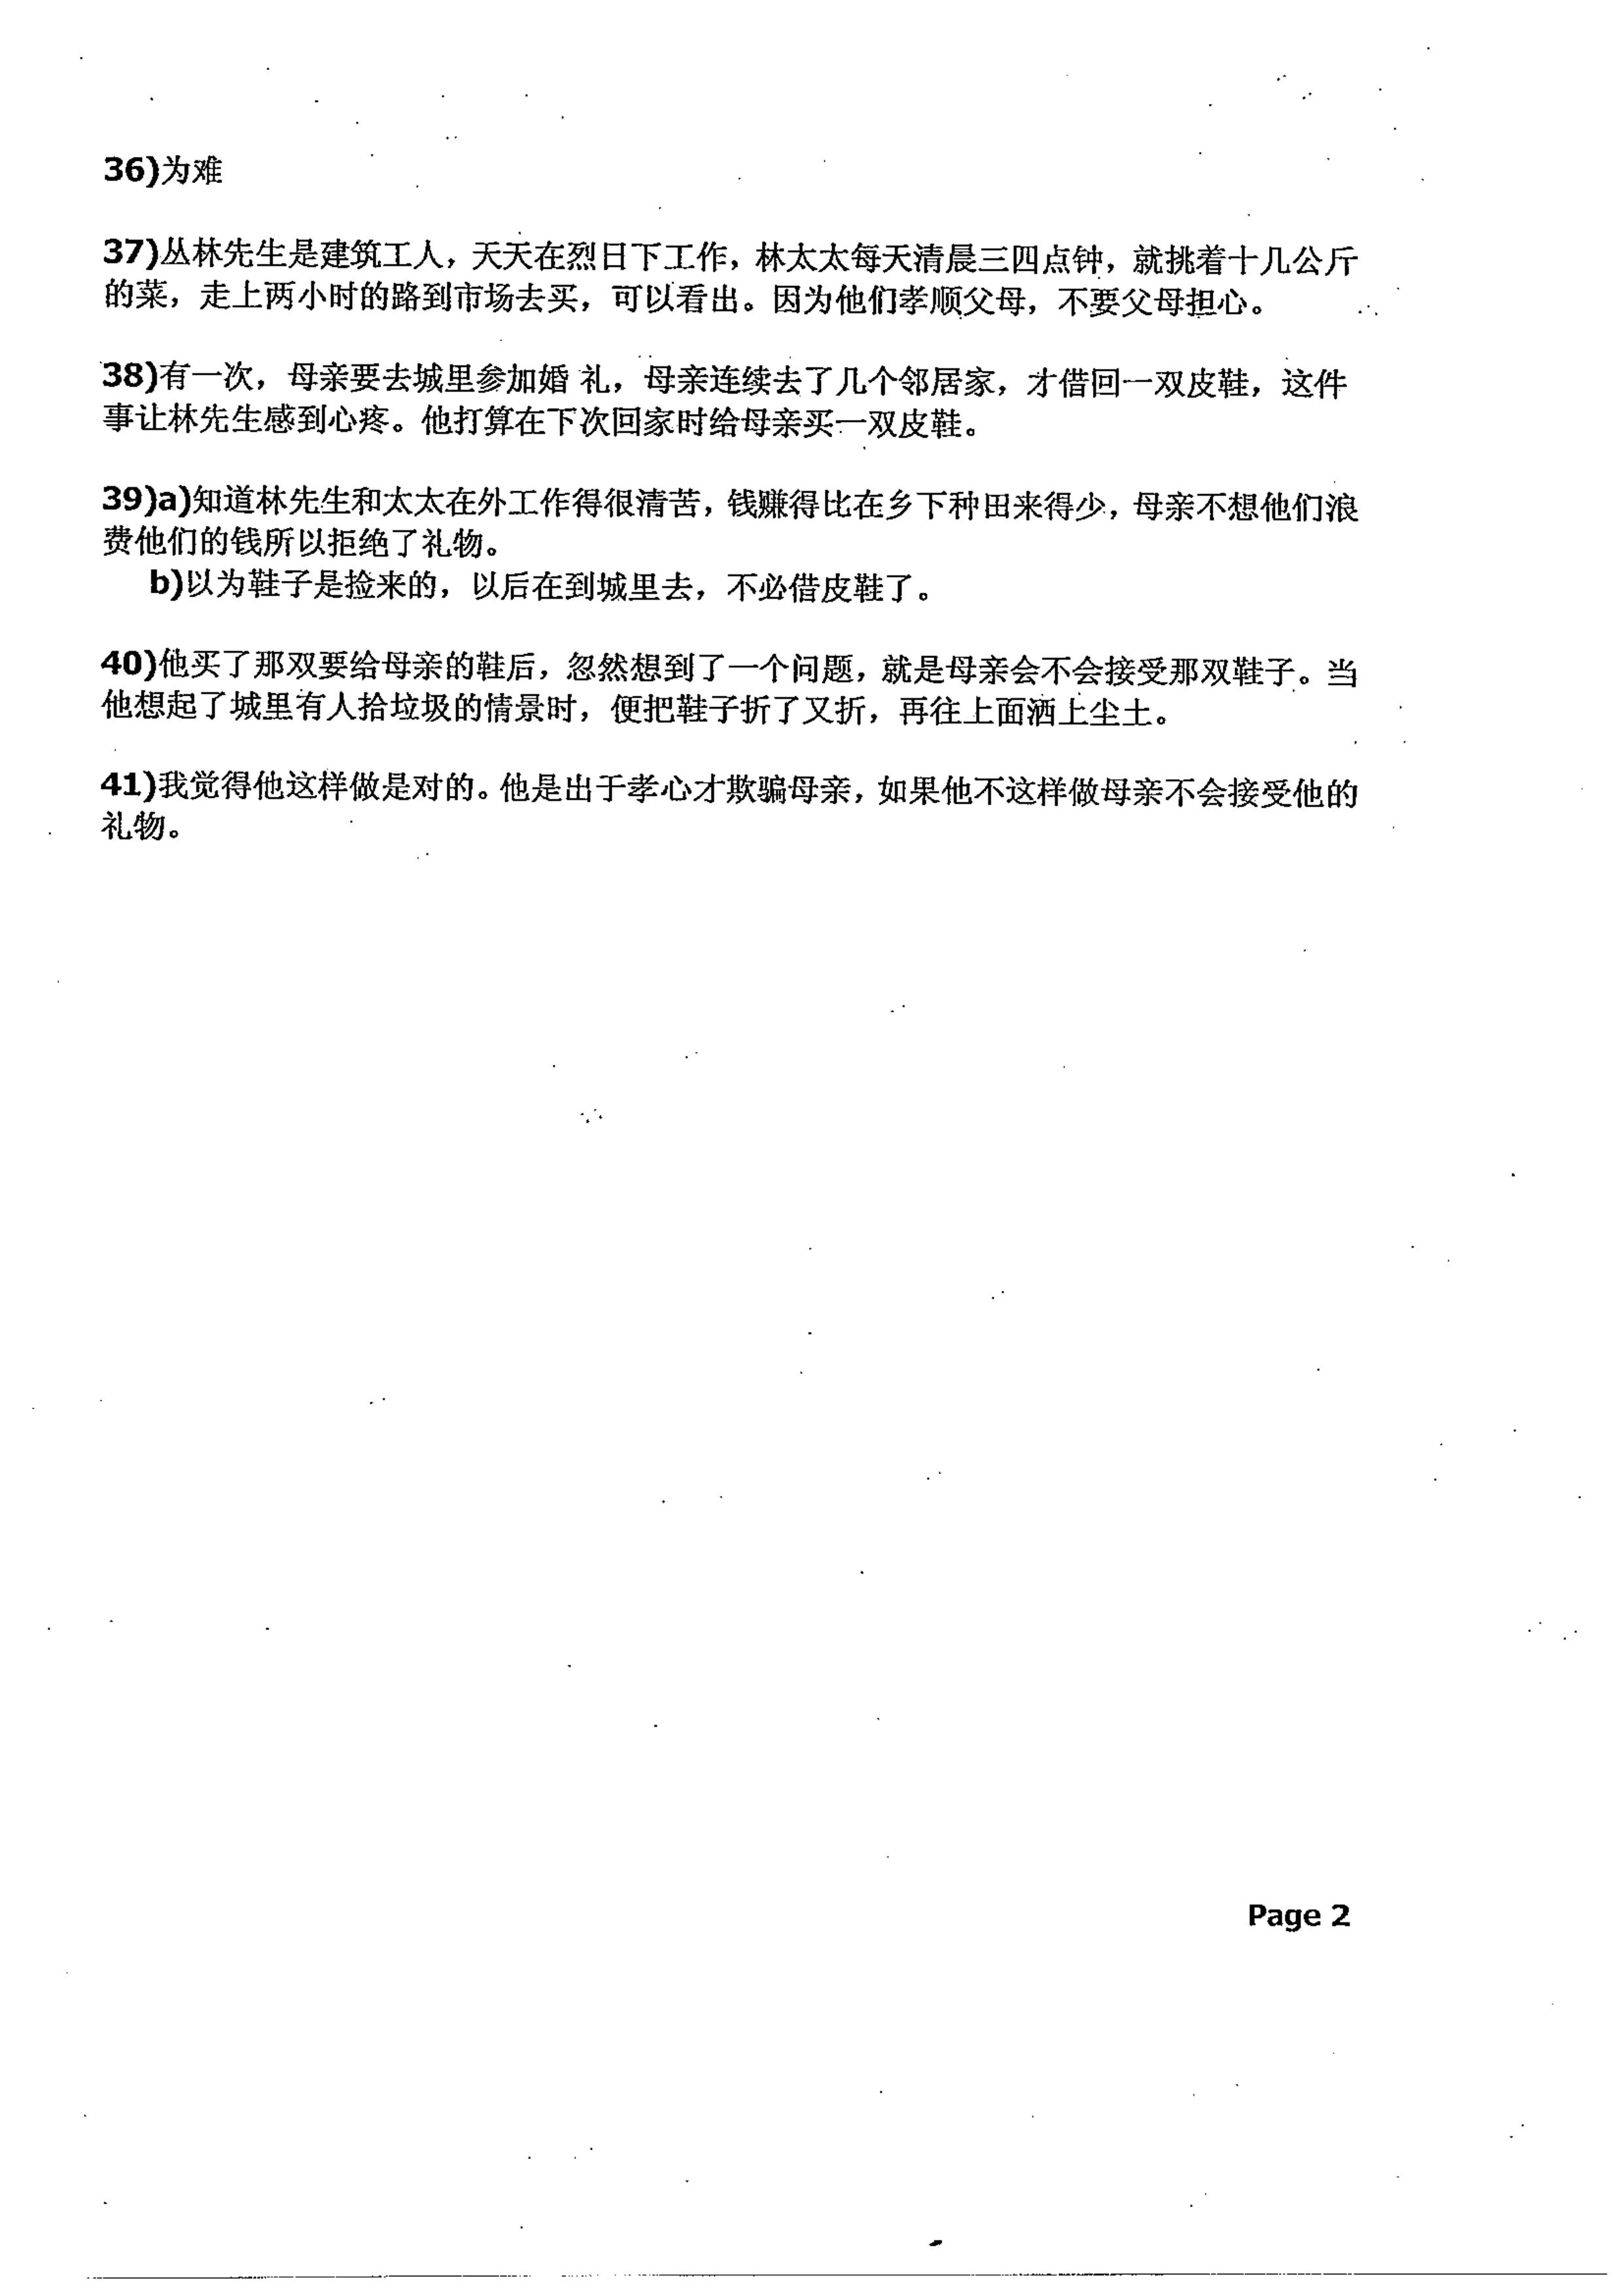 36)为难
37)丛林先生是建筑工人，天天在烈日下工作，林太太每天清晨三四点钟，就挑着十几公斤
的菜，走上两小时的路到市场去买，可以看出。因为他们孝顺父母，不要父母担心。
38)有一次，母亲要去城里参加婚 礼，母亲连续去了几个邻居家，才借回一双皮鞋，这件
事让林先生感到心疼。他打算在下次回家时给母亲买一双皮鞋。
39)a)知道林先生和太太在外工作得很清苦，钱赚得比在乡下种田来得少，母亲不想他们浪
费他们的钱所以拒绝了礼物。
b)以为鞋子是捡来的，以后在到城里去，不必借皮鞋了。
40)他买了那双要给母亲的鞋后，忽然想到了一个问题，就是母亲会不会接受那双鞋子。当
他想起了城里有人拾垃圾的情景时，便把鞋子折了又折，再往上面洒上尘土。
41)我觉得他这样做是对的。他是出于孝心才欺骗母亲，如果他不这样做母亲不会接受他的
礼物。
Page 2